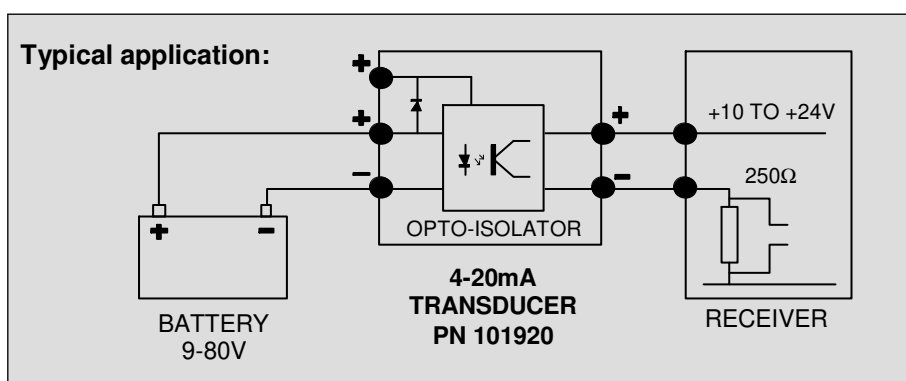 Typical application:
+
+
–
+
–
+10 TO +24V
250Ω
OPTO-ISOLATOR
+ –
4-20mA
TRANSDUCER
PN 101920
BATTERY
9-80V
RECEIVER